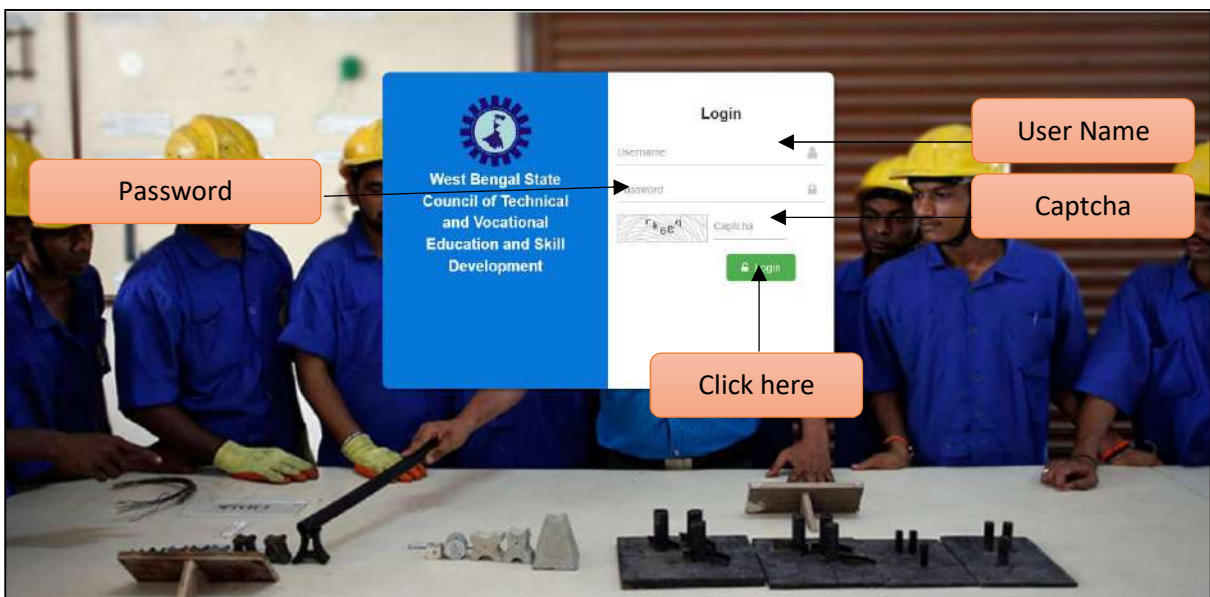 Login
User Name
Username
Password
Password
West Bengal State
Council of Technical
and Vocational
Education and Skill
Development
Captcha
Captcha
Login
Click here